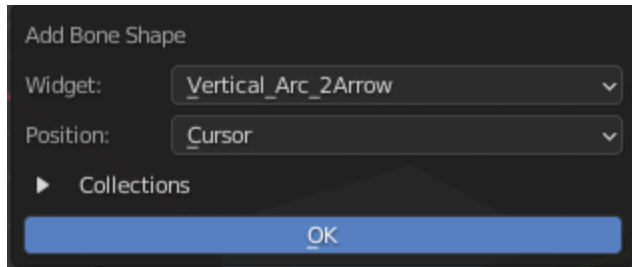 Add Bone Shape
Widget: Vertical_Arc_2Arrow
Position: Cursor
Collections
OK